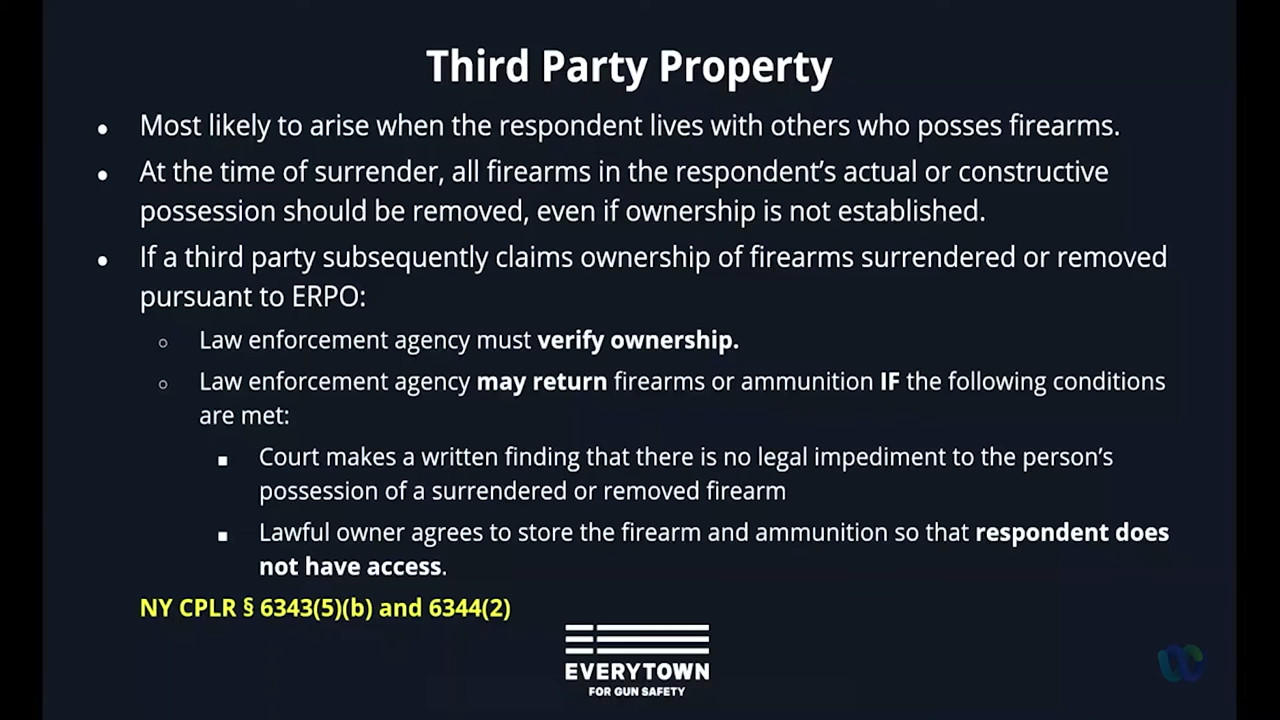 Third Party Property
● Most likely to arise when the respondent lives with others who posses firearms.
● At the time of surrender, all firearms in the respondent's actual or constructive
possession should be removed, even if ownership is not established.
● If a third party subsequently claims ownership of firearms surrendered or removed
pursuant to ERPO:
○ Law enforcement agency must verify ownership.
○ Law enforcement agency may return firearms or ammunition IF the following conditions
are met:
■ Court makes a written finding that there is no legal impediment to the person's
possession of a surrendered or removed firearm
■ Lawful owner agrees to store the firearm and ammunition so that respondent does
not have access.
NY CPLR § 6343(5)(b) and 6344(2)
EVERYTOWN
FOR GUN SAFETY